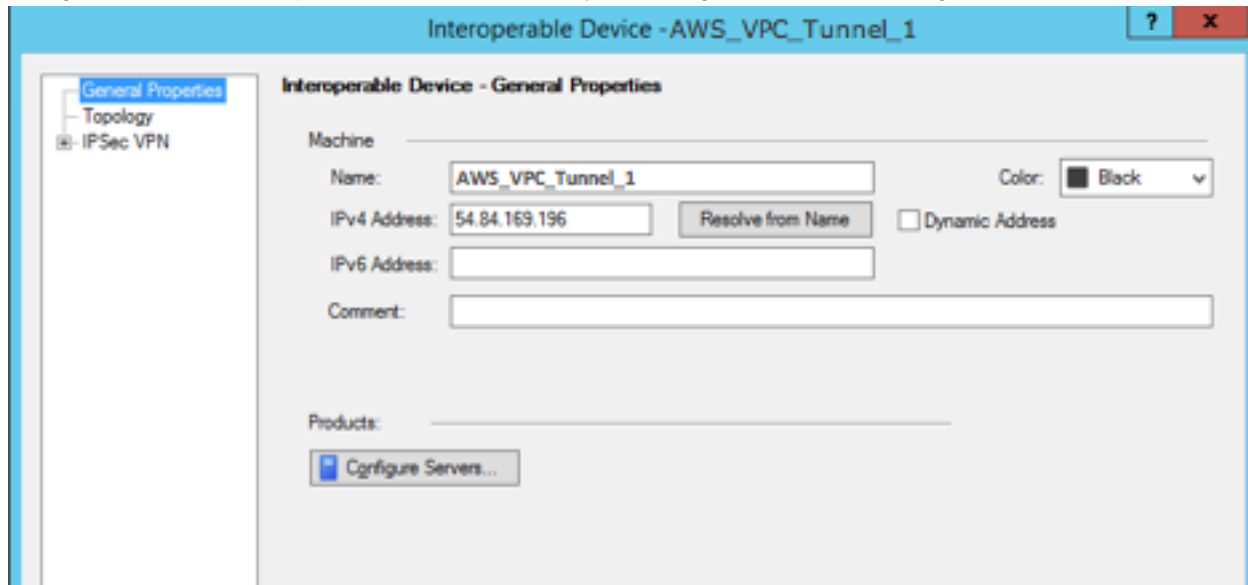 Interoperable Device - AWS_VPC_Tunnel_1
? x
General Properties
Topology
IPSec VPN
Interoperable Device - General Properties
Machine
Name: AWS_VPC_Tunnel_1 Color: Black
IPv4 Address: 54.84.169.196 Resolve from Name Dynamic Address
IPv6 Address:
Comment:
Products:
Configure Servers...